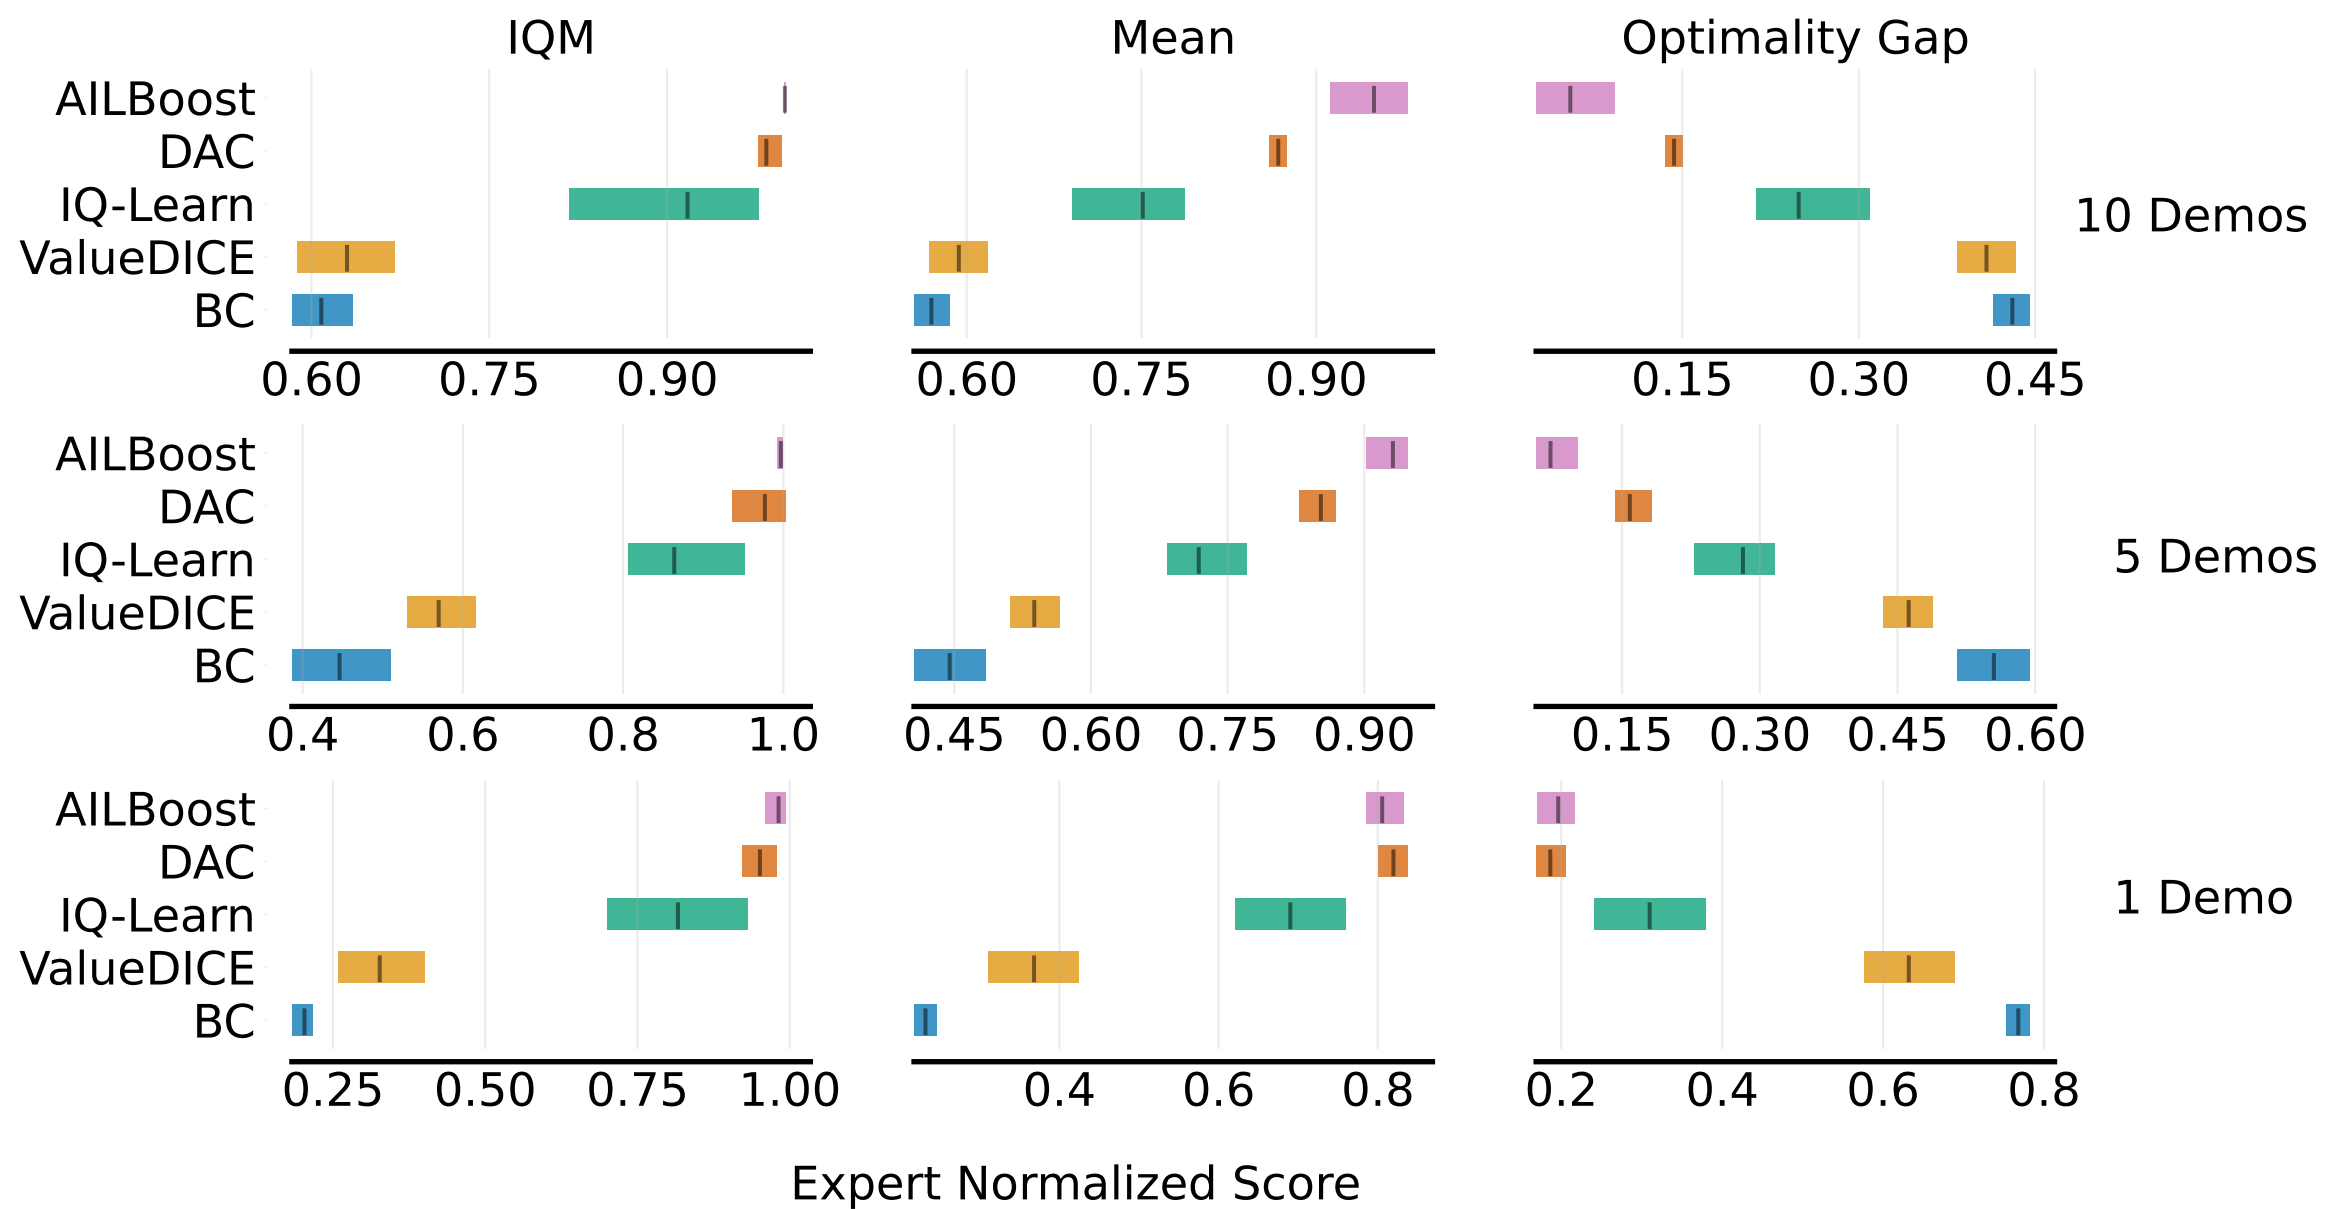 IQM Mean Optimality Gap
AILBoost
DAC
IQ-Learn
ValueDICE
BC
10 Demos
0.60 0.75 0.90 0.60 0.75 0.90 0.15 0.30 0.45
AILBoost
DAC
IQ-Learn
ValueDICE
BC
5 Demos
0.4 0.6 0.8 1.0 0.45 0.60 0.75 0.90 0.15 0.30 0.45 0.60
AILBoost
DAC
IQ-Learn
ValueDICE
BC
1 Demo
0.25 0.50 0.75 1.00 0.4 0.6 0.8 0.2 0.4 0.6 0.8
Expert Normalized Score